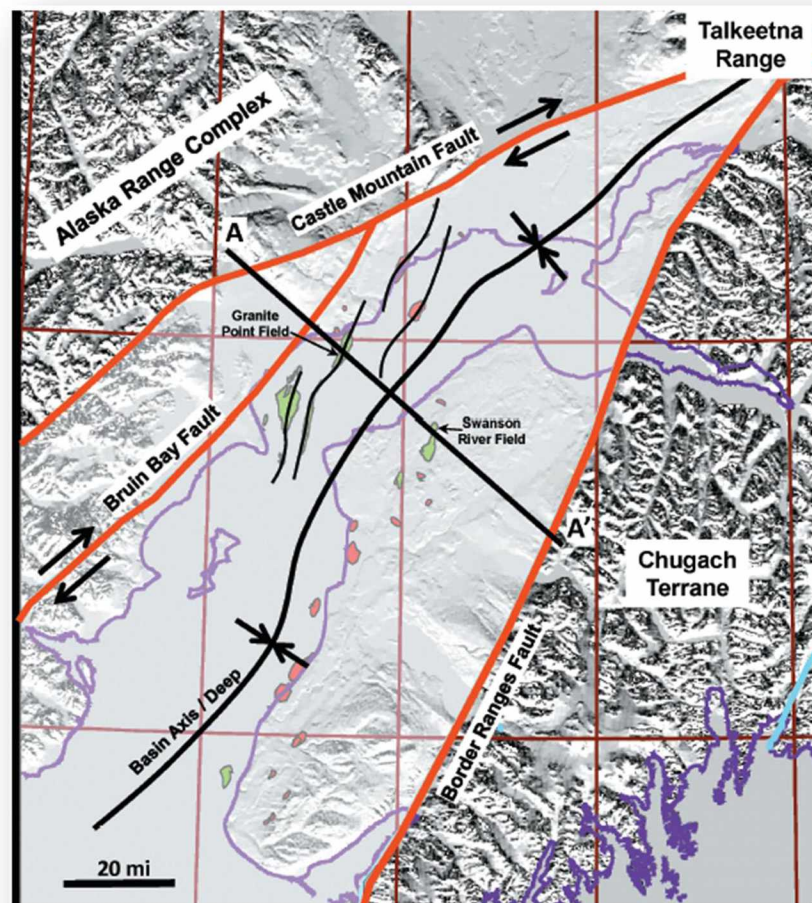 Talkeetna
Range
Alaska Range Complex
Castle Mountain Fault
A
Granite
Point Field
Swanson
River Field
Bruin Bay Fault
A'
Chugach
Terrane
Border Ranges Fault
Basin Axis / Deep
20 mi